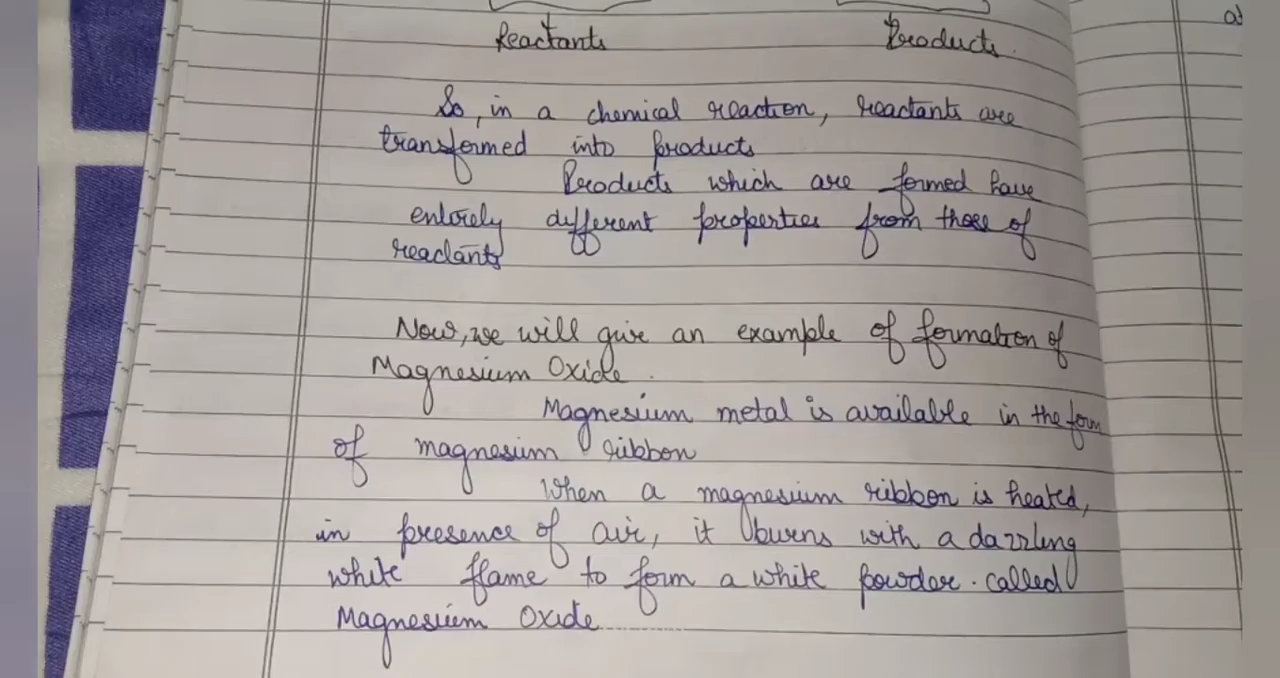 Reactants Products.
So, in a chemical reaction, reactants are
transformed into products
Products which are formed have
entirely different properties from those of
reactants
Now, we will give an example of formation of
Magnesium Oxide.
Magnesium metal is available in the form
of magnesium ribbon
When a magnesium ribbon is heated,
in presence of air, it burns with a dazzling
white flame to form a white powder. called
Magnesium Oxide